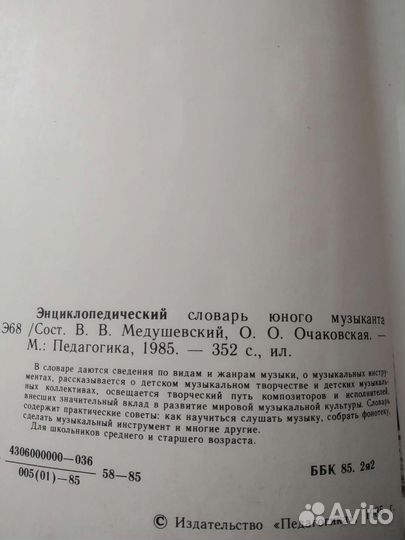 Энциклопедический словарь юного музыканта
Э68 /Сост. В. В. Медушевский, О. О. Очаковская. —
М.: Педагогика, 1985. — 352 с., ил.
В словаре даются сведения по видам и жанрам музыки, о музыкальных инстру-
ментах, рассказывается о детском музыкальном творчестве и детских музыкаль-
ных коллективах, освещается творческий путь композиторов и исполнителей,
внесших значительный вклад в развитие мировой музыкальной культуры. Словарь
содержит практические советы: как научиться слушать музыку, собрать фонотеку,
сделать музыкальный инструмент и многие другие.
Для школьников среднего и старшего возраста.
4306000000—036
005(01)—85
58—85
ББК 85. 2я2
© Издательство «Педагогика»
Avito